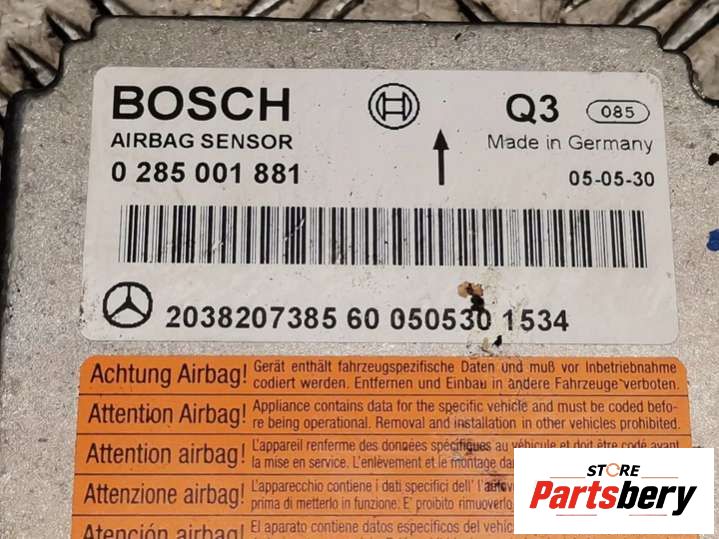 BOSCH
Q3 085
AIRBAG SENSOR
Made in Germany
0 285 001 881
05-05-30
2038207385 60 050530 1534
Achtung Airbag! Gerät enthält fahrzeugspezifische Daten und muß vor Inbetriebnahme
codiert werden. Entfernen und Einbau in andere Fahrzeuge verboten.
Attention Airbag! Appliance contains data for the specific vehicle and must be coded befo-
re being operational. Removal and installation in other vehicles prohibited.
Attention airbag! L'appareil renferme des données spécifiques au véhicule et doit être codé avant
la mise en service. L'enlèvement et le montage
Attenzione airbag! L'apparecchio contiene i dati specifici dell'
prima di metterlo in funzione. E' proibito
Atención airbag! El aparato contiene datos específicos del
STORE
Partsbery